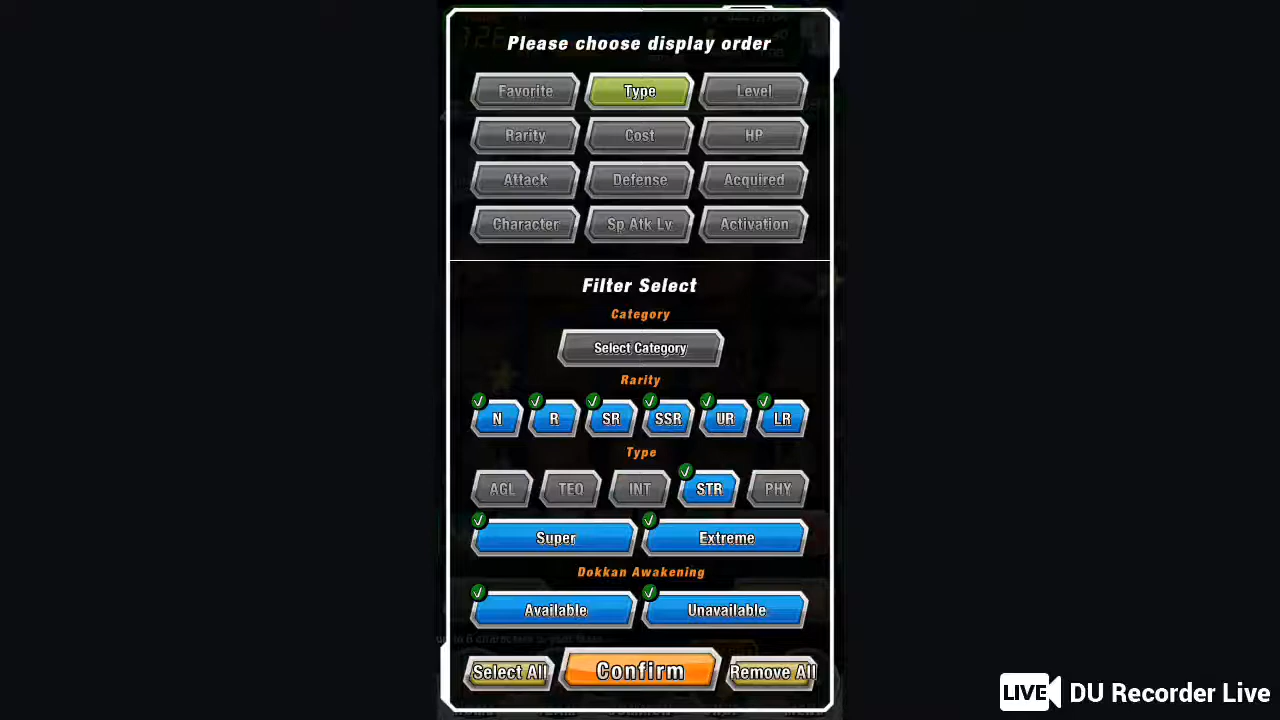 Please choose display order
Favorite Type Level
Rarity Cost HP
Attack Defense Acquired
Character Sp Atk Lv Activation
Filter Select
Category
Select Category
Rarity
N R SR SSR UR LR
Type
AGL TEQ INT STR PHY
Super Extreme
Dokkan Awakening
Available Unavailable
Select All Confirm Remove All
LIVE DU Recorder Live